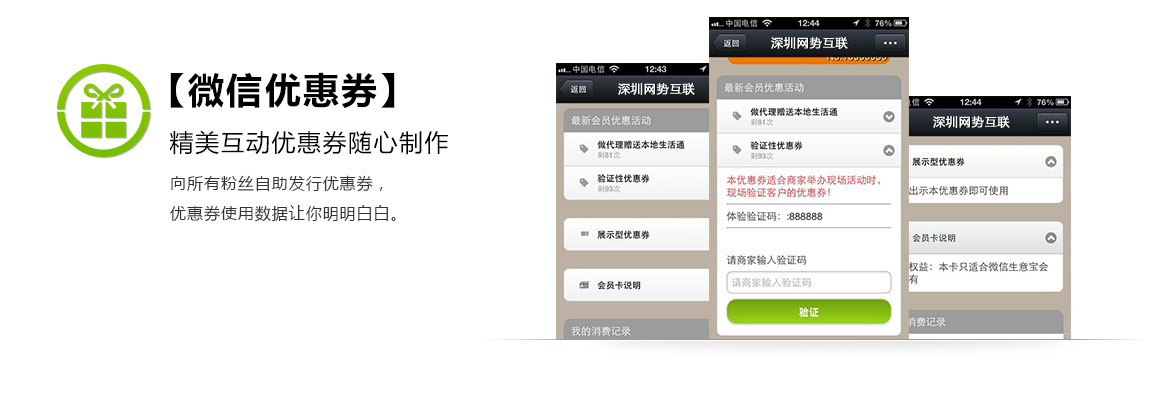 【微信优惠券】
精美互动优惠券随心制作
向所有粉丝自助发行优惠券，
优惠券使用数据让你明明白白。
中国电信 12:43
返回 深圳网势互联
最新会员优惠活动
做代理赠送本地生活通
剩81次
验证性优惠券
剩93次
展示型优惠券
会员卡说明
我的消费记录
中国电信 12:44 76%
返回 深圳网势互联
最新会员优惠活动
做代理赠送本地生活通
剩81次
验证性优惠券
剩93次
本优惠券适合商家举办现场活动时，
现场验证客户的优惠券！
体验验证码：:888888
请商家输入验证码
请商家输入验证码
验证
信 12:44 76%
深圳网势互联
展示型优惠券
出示本优惠券即可使用
会员卡说明
权益：本卡只适合微信生意宝会
有
消费记录